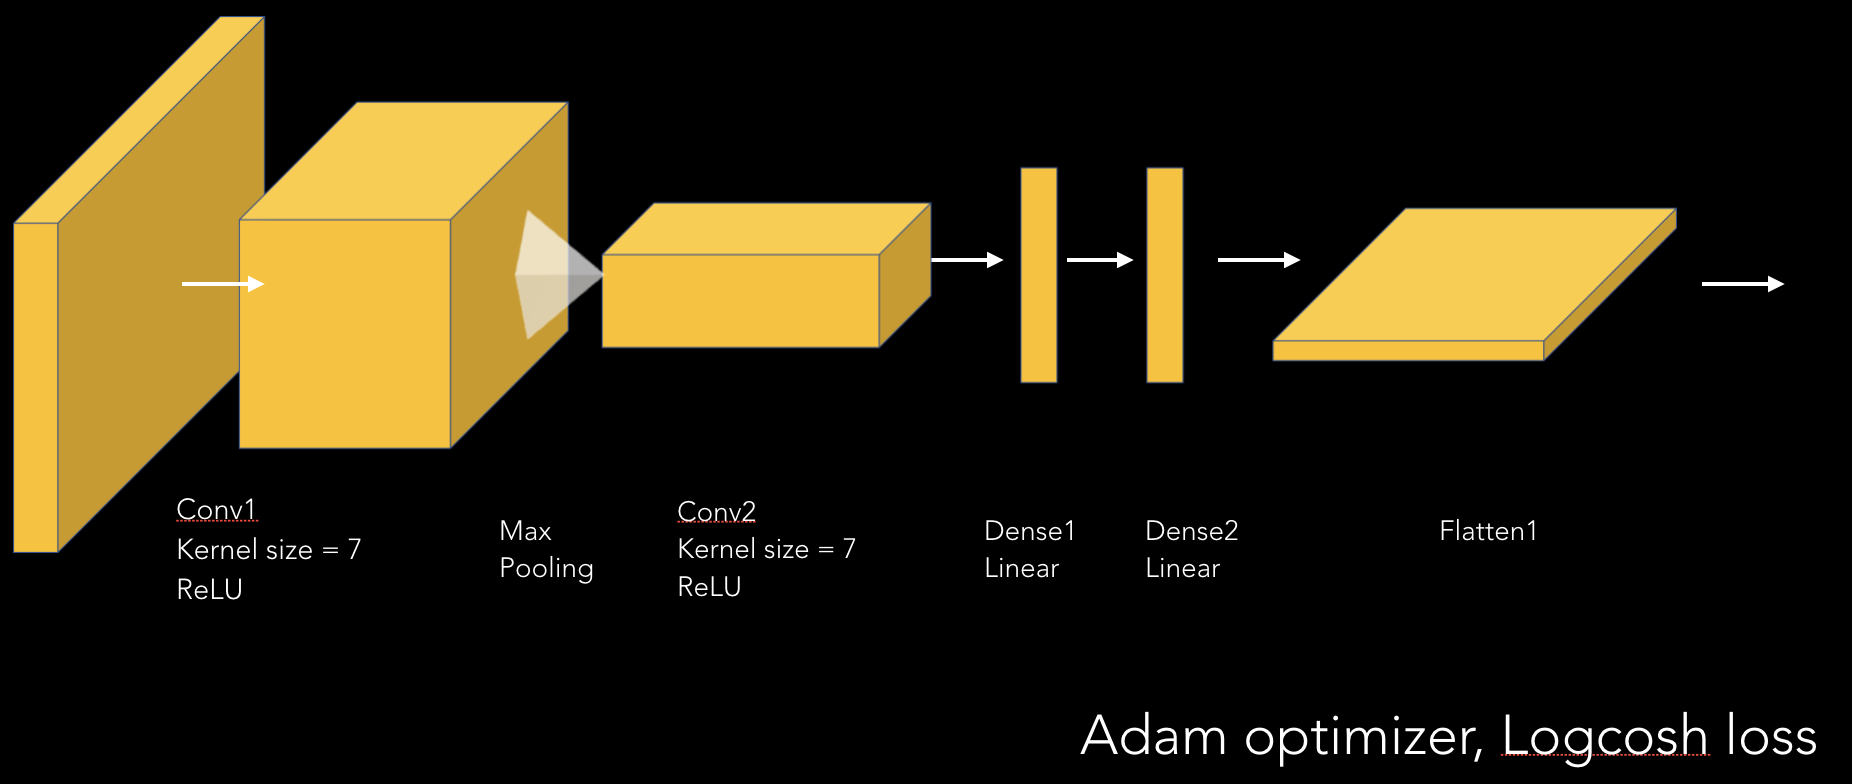 Conv1
Kernel size = 7
ReLU
Max
Pooling
Conv2
Kernel size = 7
ReLU
Dense1
Linear
Dense2
Linear
Flatten1
Adam optimizer, Logcosh loss